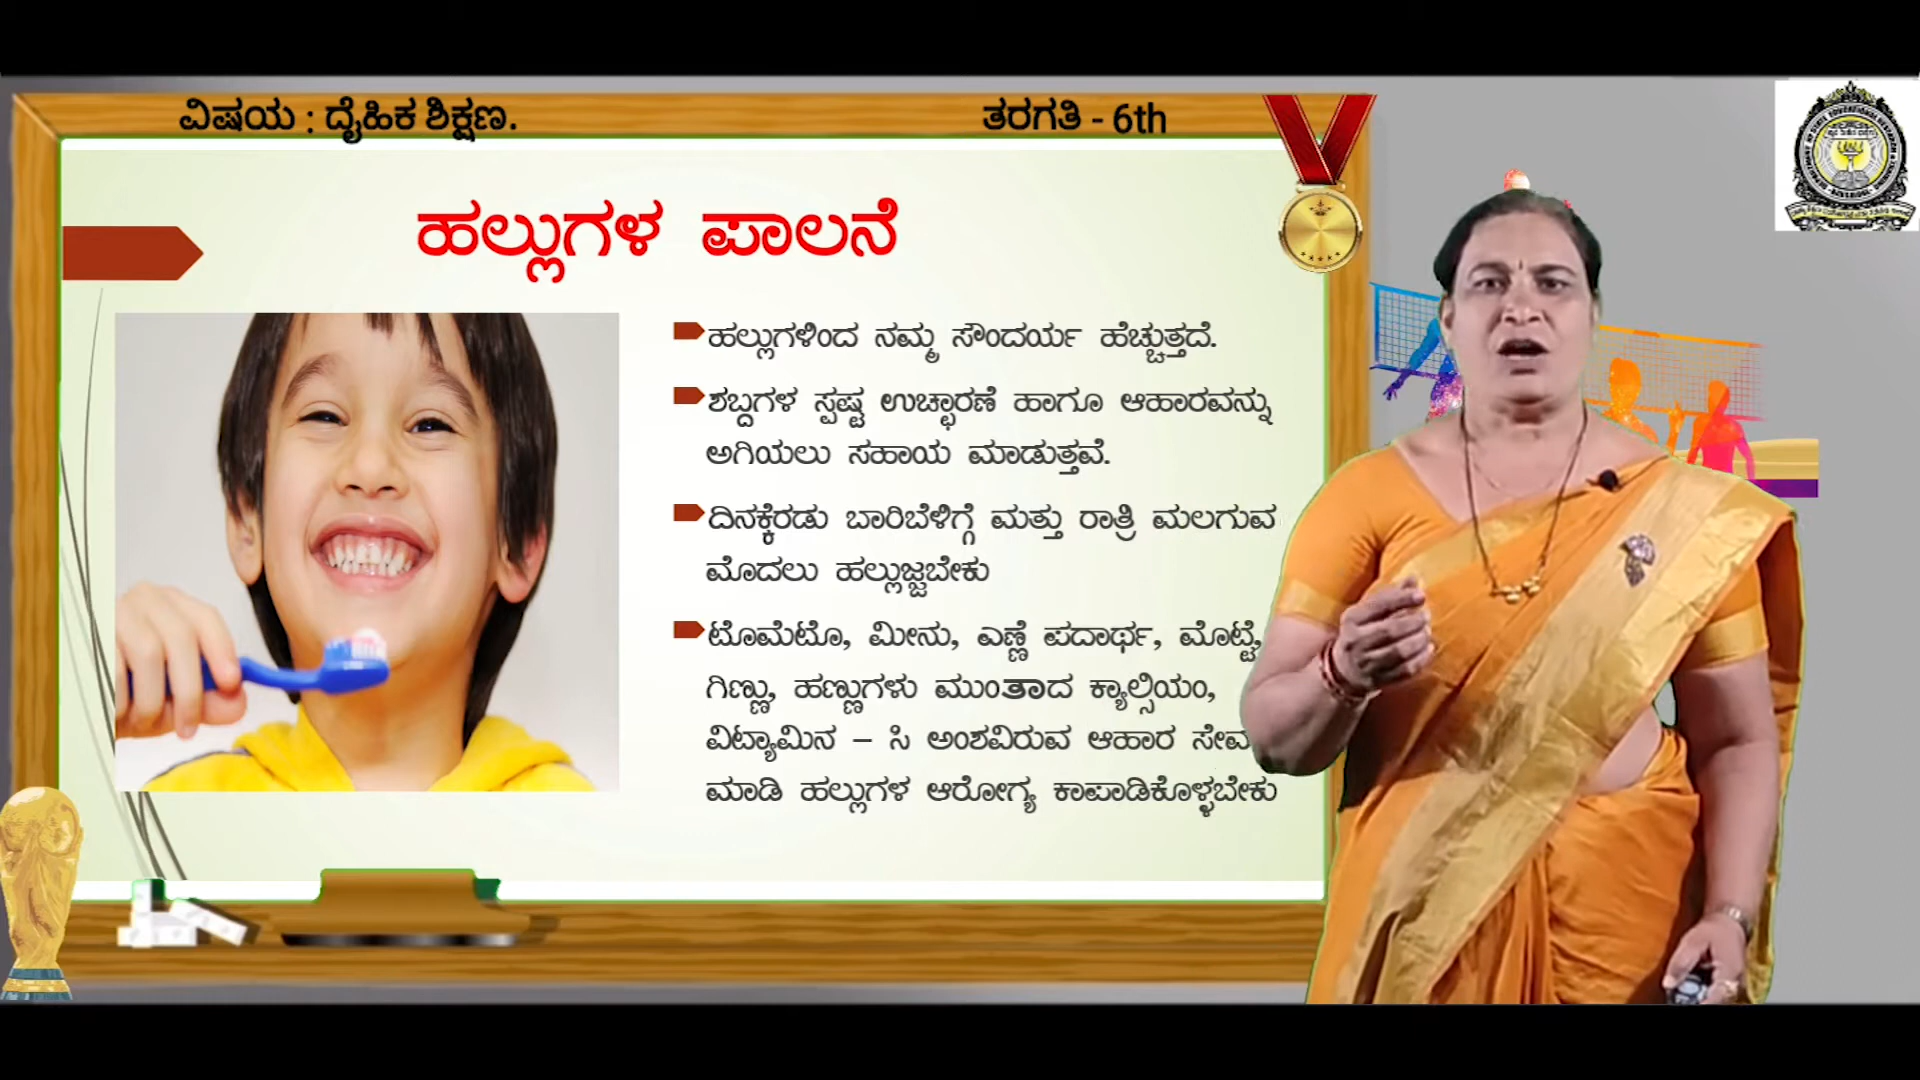 ವಿಷಯ : ದೈಹಿಕ ಶಿಕ್ಷಣ.
ತರಗತಿ - 6th
ಹಲ್ಲುಗಳ ಪಾಲನೆ
ಹಲ್ಲುಗಳಿಂದ ನಮ್ಮ ಸೌಂದರ್ಯ ಹೆಚ್ಚುತ್ತದೆ.
ಶಬ್ದಗಳ ಸ್ಪಷ್ಟ ಉಚ್ಛಾರಣೆ ಹಾಗೂ ಆಹಾರವನ್ನು
ಅಗಿಯಲು ಸಹಾಯ ಮಾಡುತ್ತವೆ.
ದಿನಕ್ಕೆರಡು ಬಾರಿಬೆಳಿಗ್ಗೆ ಮತ್ತು ರಾತ್ರಿ ಮಲಗುವ
ಮೊದಲು ಹಲ್ಲುಜ್ಜಬೇಕು
ಟೊಮೆಟೊ, ಮೀನು, ಎಣ್ಣೆ ಪದಾರ್ಥ, ಮೊಟ್ಟೆ,
ಗಿಣ್ಣು, ಹಣ್ಣುಗಳು ಮುಂತಾದ ಕ್ಯಾಲ್ಸಿಯಂ,
ವಿಟ್ಯಾಮಿನ – ಸಿ ಅಂಶವಿರುವ ಆಹಾರ
ಮಾಡಿ ಹಲ್ಲುಗಳ ಆರೋಗ್ಯ ಕಾಪಾಡಿಕೊಳ್ಳಬೇಕು